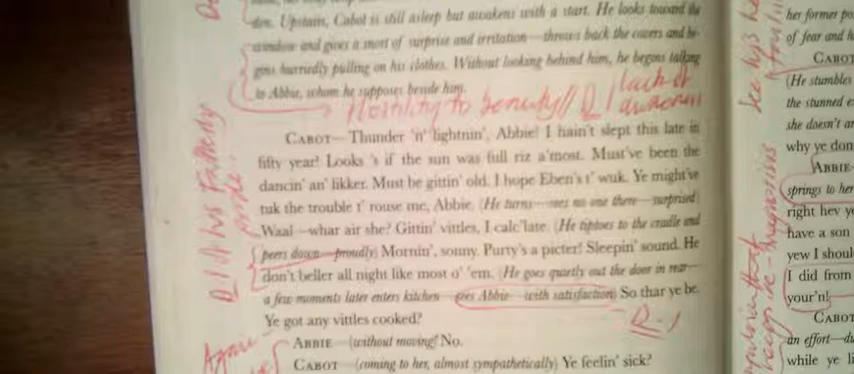 den. Upstairs, Cabot is still asleep but awakens with a start. He looks toward the
window and gives a snort of surprise and irritation—throws back the covers and be-
gins hurriedly pulling on his clothes. Without looking behind him, he begins talking
to Abbie, whom he supposes beside him.
Hostility to beauty//
lack of
CABOT—Thunder 'n' lightnin', Abbie! I hain't slept this late in
fifty year! Looks 's if the sun was full riz a'most. Must've been the
dancin' an' likker. Must be gittin' old. I hope Eben's t' wuk. Ye might've
tuk the trouble t' rouse me, Abbie. (He turns—sees no one there—surprised)
Waal—whar air she? Gittin' vittles, I calc'late. (He tiptoes to the cradle and
peers down—proudly) Mornin', sonny. Purty's a picter! Sleepin' sound. He
don't beller all night like most o' 'em. (He goes quietly out the door in rear—
a few moments later enters kitchen—sees Abbie—with satisfaction) So thar ye be.
Ye got any vittles cooked?
R-1
ABBIE—(without moving) No.
CABOT—(coming to her, almost sympathetically) Ye feelin' sick?
her former po
of fear and h
CABOT
(He stumbles
the stunned e
she doesn't a
why ye don
ABBIE
springs to her
right hev y
have a son
yew I shoul
I did from
your'n!
CABOT
an effort—du
while ye li